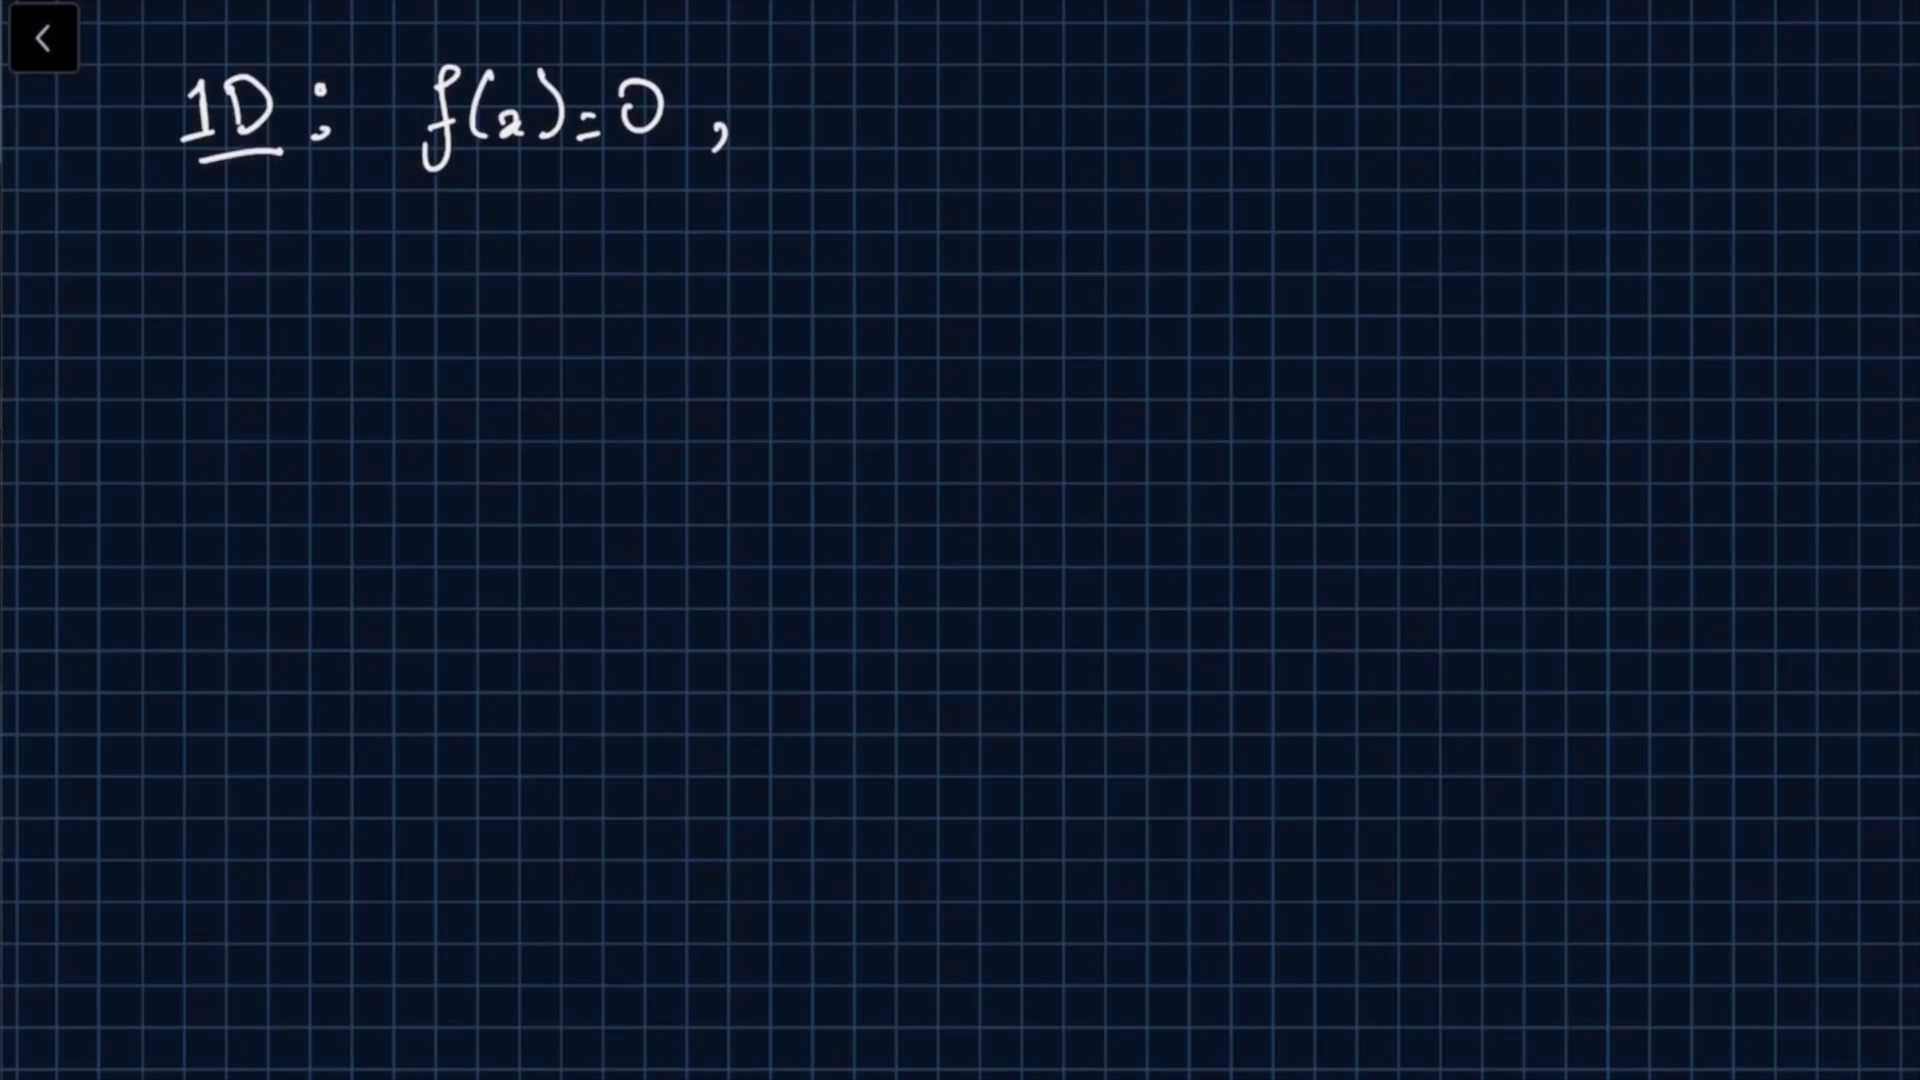 1D : f(x)=0 ,